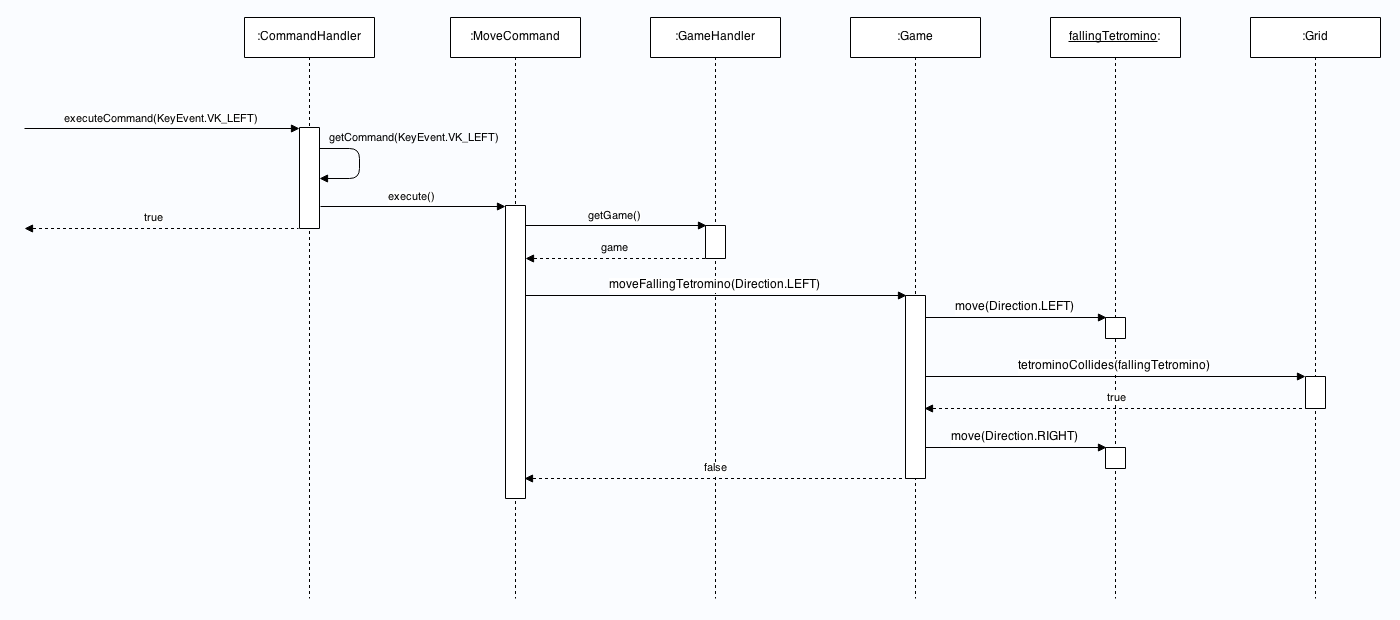 :CommandHandler
:MoveCommand
:GameHandler
:Game
fallingTetromino:
:Grid
executeCommand(KeyEvent.VK_LEFT)
getCommand(KeyEvent.VK_LEFT)
execute()
true
getGame()
game
moveFallingTetromino(Direction.LEFT)
move(Direction.LEFT)
tetrominoCollides(fallingTetromino)
true
move(Direction.RIGHT)
false